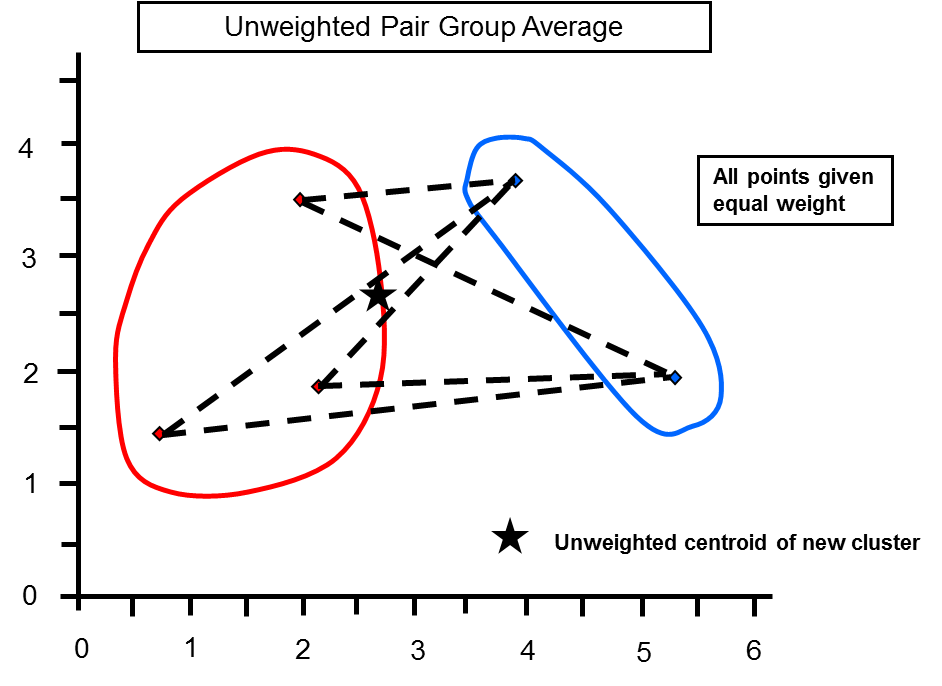 Unweighted Pair Group Average
4
All points given
equal weight
3
2
1
Unweighted centroid of new cluster
0
0 1 2 3 4 5 6